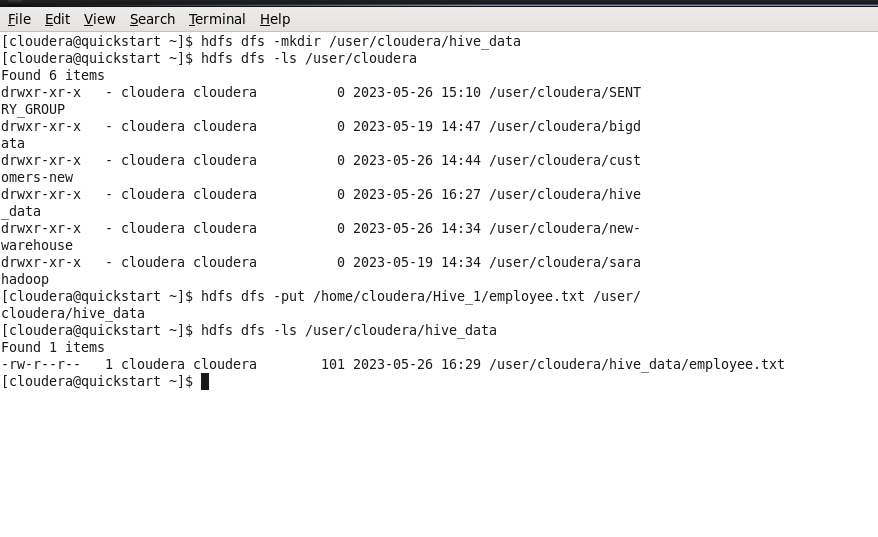 File Edit View Search Terminal Help
[cloudera@quickstart ~]$ hdfs dfs -mkdir /user/cloudera/hive_data
[cloudera@quickstart ~]$ hdfs dfs -ls /user/cloudera
Found 6 items
drwxr-xr-x   - cloudera cloudera          0 2023-05-26 15:10 /user/cloudera/SENT
RY_GROUP
drwxr-xr-x   - cloudera cloudera          0 2023-05-19 14:47 /user/cloudera/bigd
ata
drwxr-xr-x   - cloudera cloudera          0 2023-05-26 14:44 /user/cloudera/cust
omers-new
drwxr-xr-x   - cloudera cloudera          0 2023-05-26 16:27 /user/cloudera/hive
_data
drwxr-xr-x   - cloudera cloudera          0 2023-05-26 14:34 /user/cloudera/new-
warehouse
drwxr-xr-x   - cloudera cloudera          0 2023-05-19 14:34 /user/cloudera/sara
hadoop
[cloudera@quickstart ~]$ hdfs dfs -put /home/cloudera/Hive_1/employee.txt /user/
cloudera/hive_data
[cloudera@quickstart ~]$ hdfs dfs -ls /user/cloudera/hive_data
Found 1 items
-rw-r--r--   1 cloudera cloudera        101 2023-05-26 16:29 /user/cloudera/hive_data/employee.txt
[cloudera@quickstart ~]$